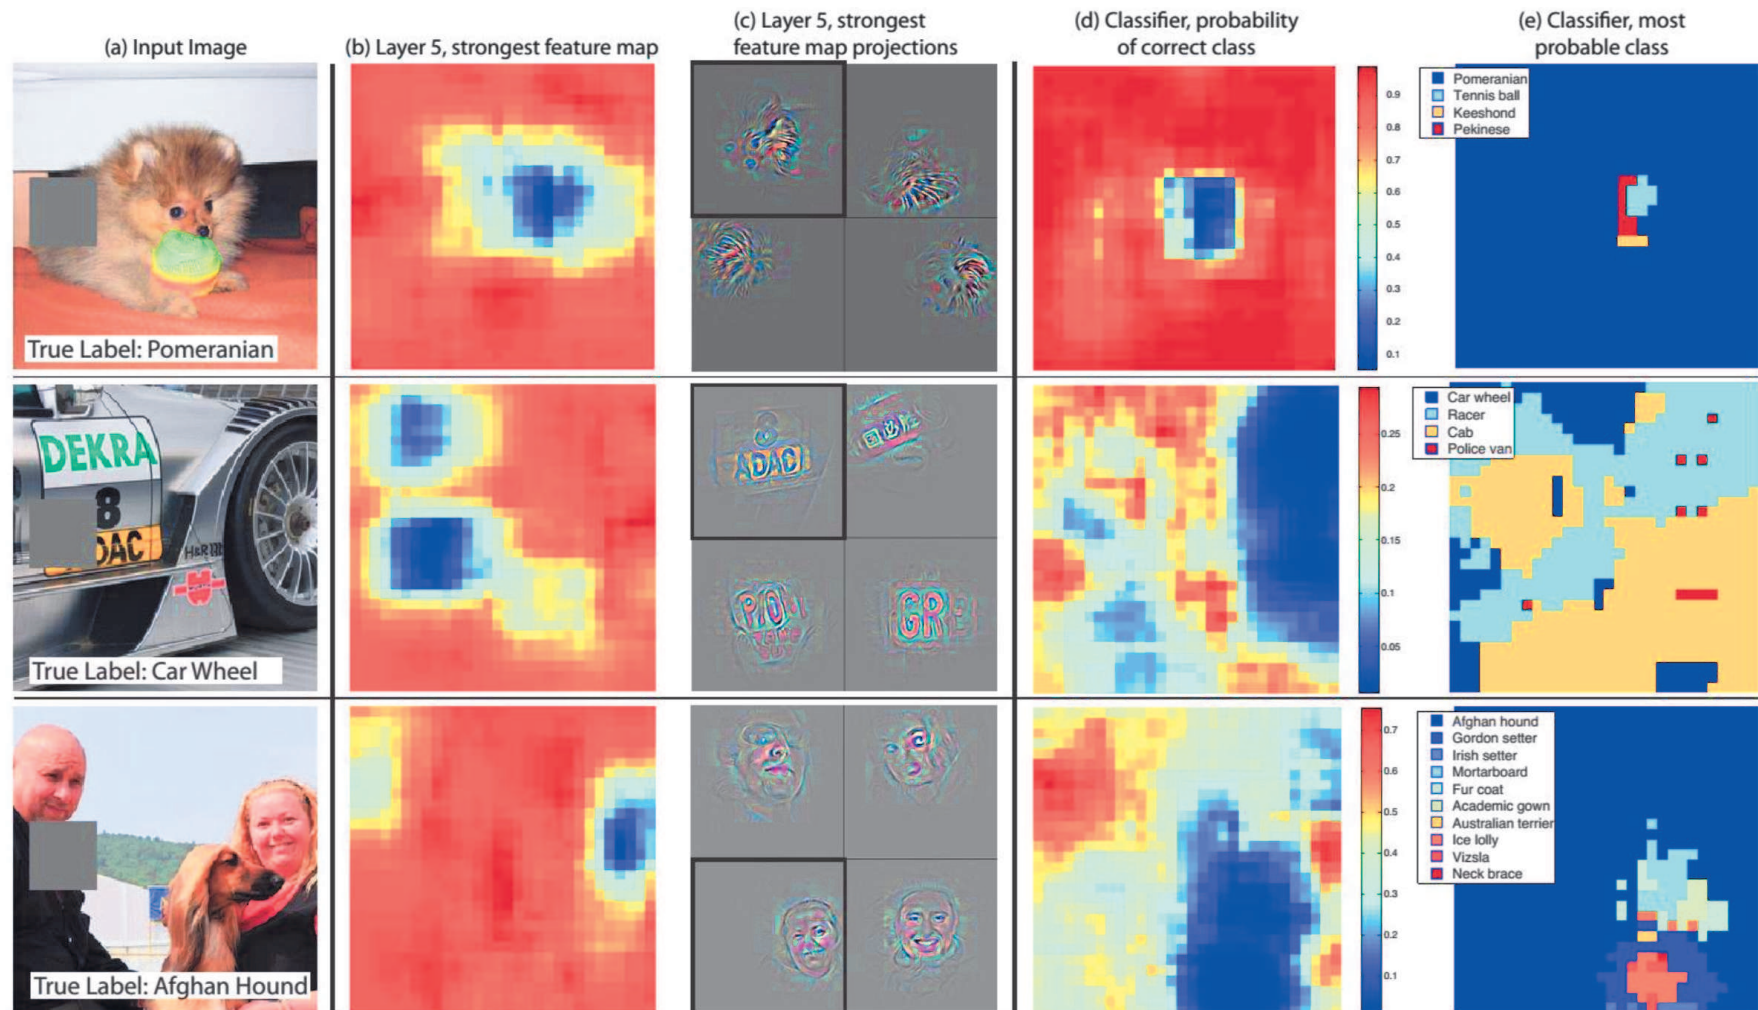 (a) Input Image
(b) Layer 5, strongest feature map
(c) Layer 5, strongest
feature map projections
(d) Classifier, probability
of correct class
(e) Classifier, most
probable class
True Label: Pomeranian
0.9
0.8
0.7
0.6
0.5
0.4
0.3
0.2
0.1
Pomeranian
Tennis ball
Keeshond
Pekinese
DEKRA
8
ADAC
H&R
True Label: Car Wheel
ADAC
PION
GRE
0.25
0.2
0.15
0.1
0.05
Car wheel
Racer
Cab
Police van
True Label: Afghan Hound
0.7
0.6
0.5
0.4
0.3
0.2
0.1
Afghan hound
Gordon setter
Irish setter
Mortarboard
Fur coat
Academic gown
Australian terrier
Ice lolly
Vizsla
Neck brace